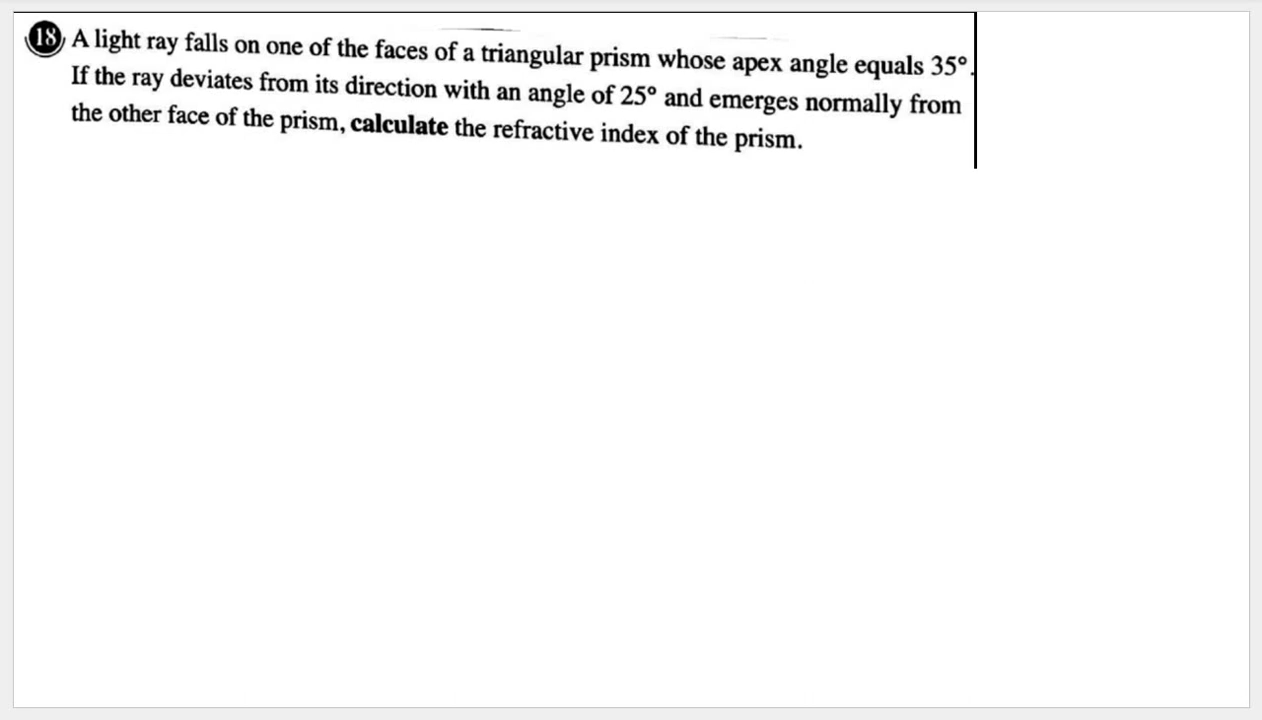 18 A light ray falls on one of the faces of a triangular prism whose apex angle equals 35°.
If the ray deviates from its direction with an angle of 25° and emerges normally from
the other face of the prism, calculate the refractive index of the prism.